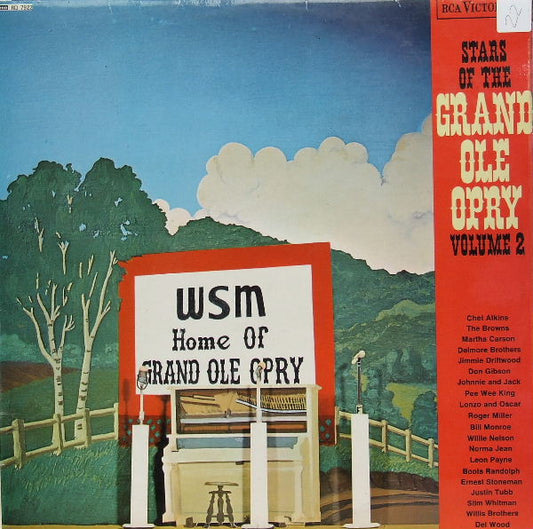 RCA VICTOR
22
STARS
OF THE
GRAND
OLE
OPRY
VOLUME 2
WSM
Home OF
GRAND OLE OPRY
Chet Atkins
The Browns
Martha Carson
Delmore Brothers
Jimmie Driftwood
Don Gibson
Johnnie and Jack
Pee Wee King
Lonzo and Oscar
Roger Miller
Bill Monroe
Willie Nelson
Norma Jean
Leon Payne
Boots Randolph
Ernest Stoneman
Justin Tubb
Slim Whitman
Willis Brothers
Del Wood